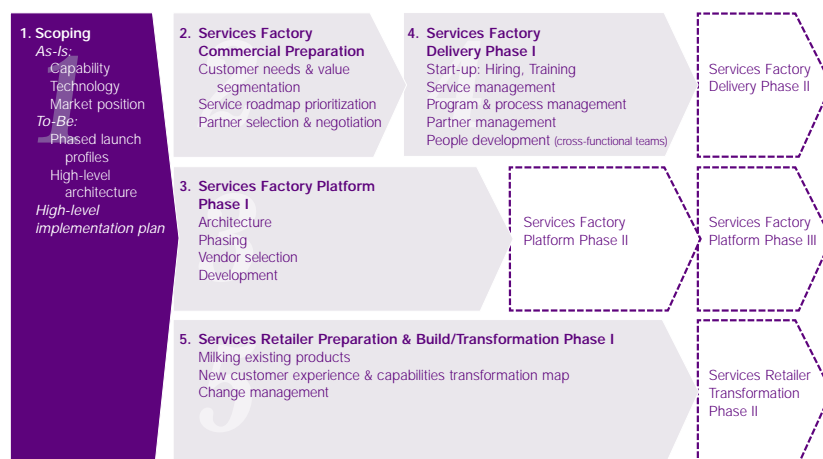 1. Scoping
As-Is:
Capability
Technology
Market position
To-Be:
Phased launch
profiles
High-level
architecture
High-level
implementation plan
1
2. Services Factory
Commercial Preparation
Customer needs & value
segmentation
Service roadmap prioritization
Partner selection & negotiation
2
4. Services Factory
Delivery Phase I
Start-up: Hiring, Training
Service management
Program & process management
Partner management
People development (cross-functional teams)
4
Services Factory
Delivery Phase II
3. Services Factory Platform
Phase I
Architecture
Phasing
Vendor selection
Development
3
Services Factory
Platform Phase II
Services Factory
Platform Phase III
5. Services Retailer Preparation & Build/Transformation Phase I
Milking existing products
New customer experience & capabilities transformation map
Change management
5
Services Retailer
Transformation
Phase II